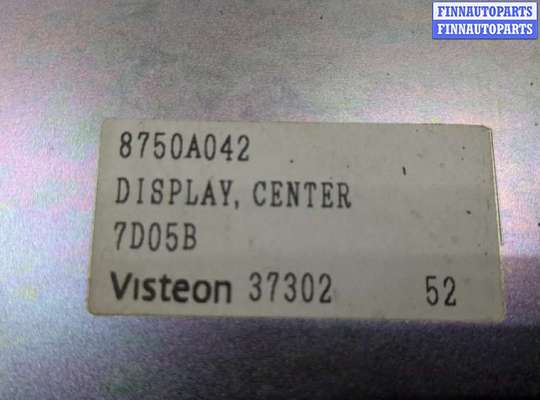 FINNAUTOPARTS
FINNAUTOPARTS
8750A042
DISPLAY, CENTER
7D05B
Visteon 37302 52